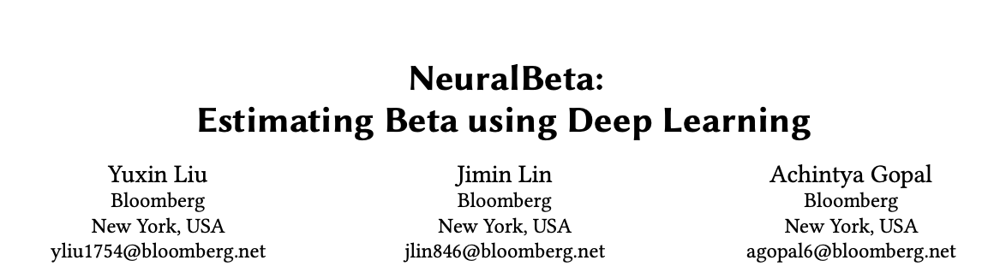 NeuralBeta:
Estimating Beta using Deep Learning
Yuxin Liu
Bloomberg
New York, USA
yliu1754@bloomberg.net
Jimin Lin
Bloomberg
New York, USA
jlin846@bloomberg.net
Achintya Gopal
Bloomberg
New York, USA
agopal6@bloomberg.net